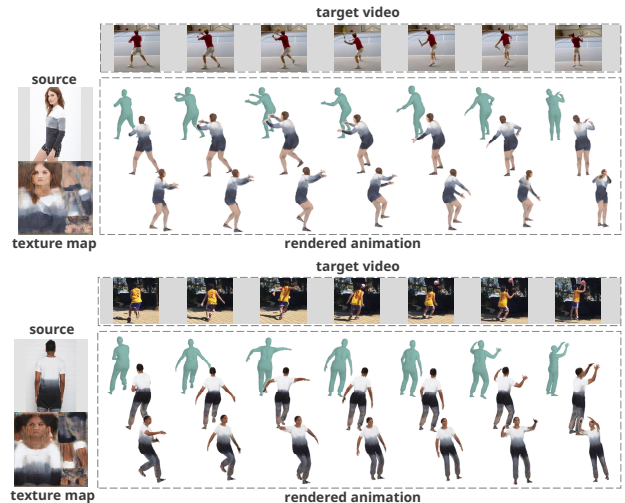 target video
source
texture map
rendered animation
target video
source
texture map
rendered animation